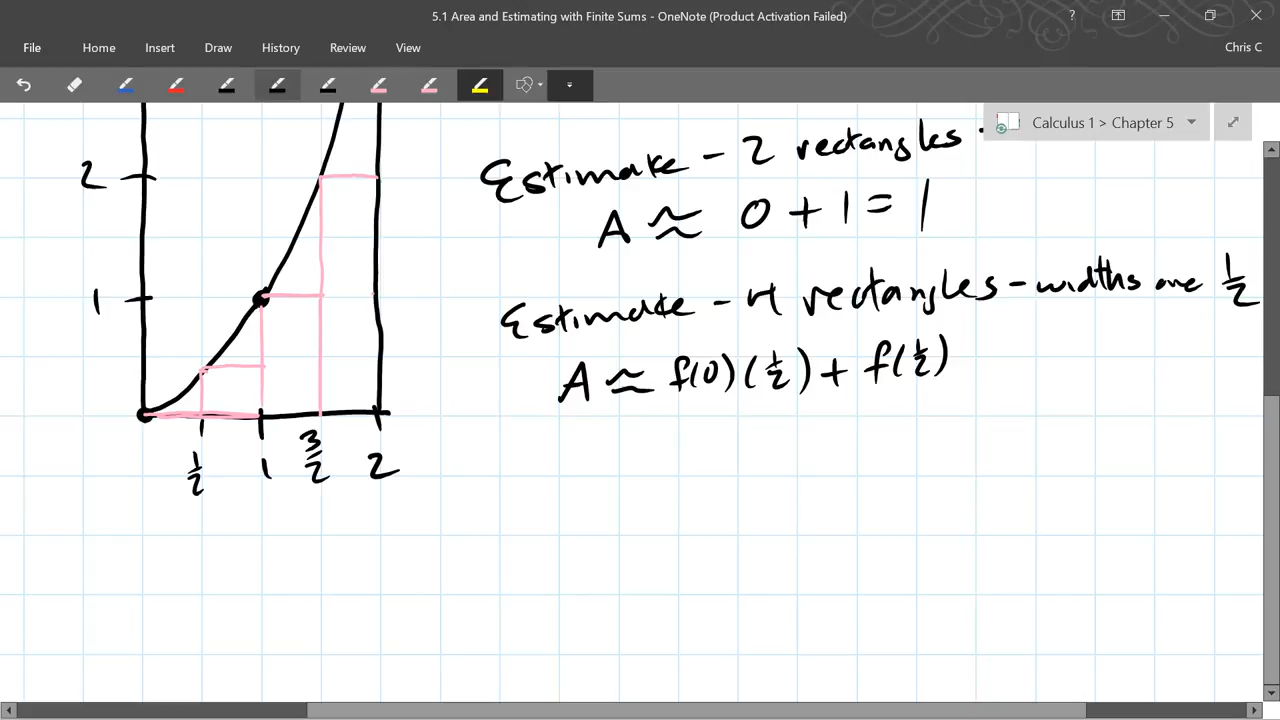 5.1 Area and Estimating with Finite Sums - OneNote (Product Activation Failed)
?
File Home Insert Draw History Review View
Chris C
Calculus 1 > Chapter 5
Estimate - 2 rectangles -
A ≈ 0 + 1 = 1
Estimate - 4 rectangles - widths are 1/2
A ≈ f(0)(1/2) + f(1/2)
2
1
1/2 1 3/2 2